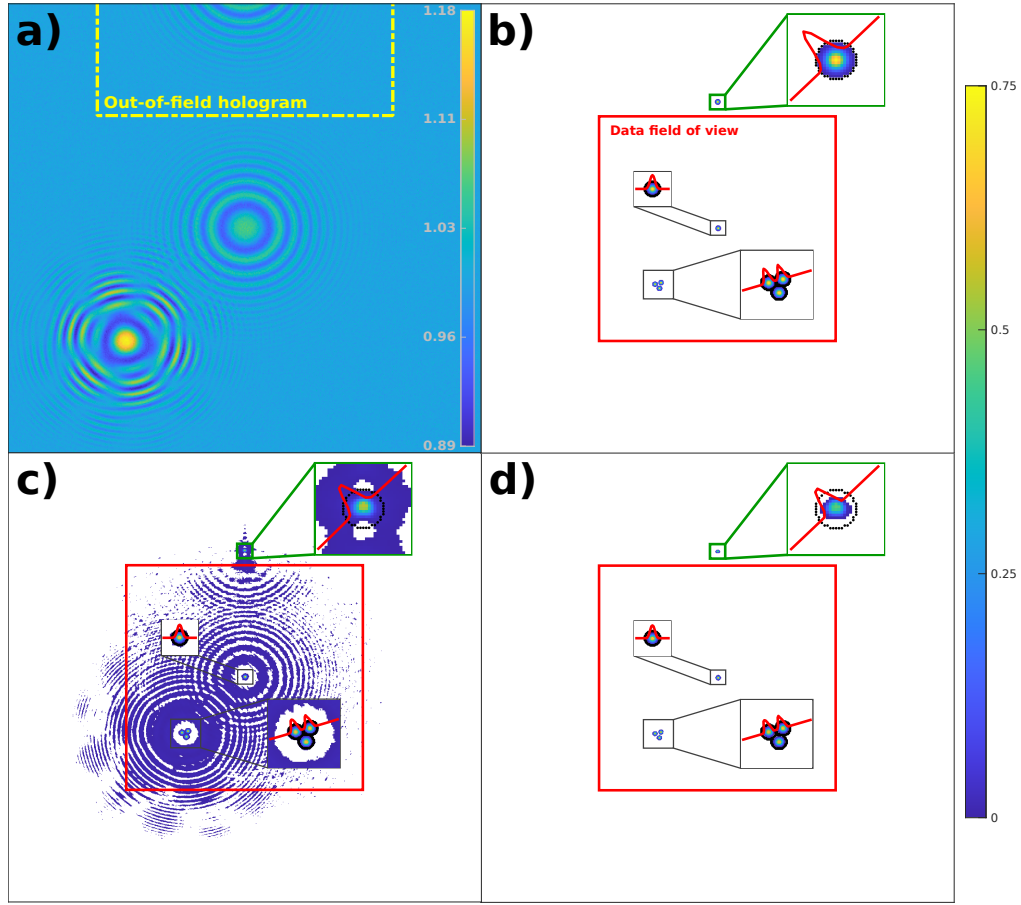 a)
1.18
Out-of-field hologram
1.11
1.03
0.96
0.89
b)
Data field of view
0.75
0.5
0.25
0
c)
d)